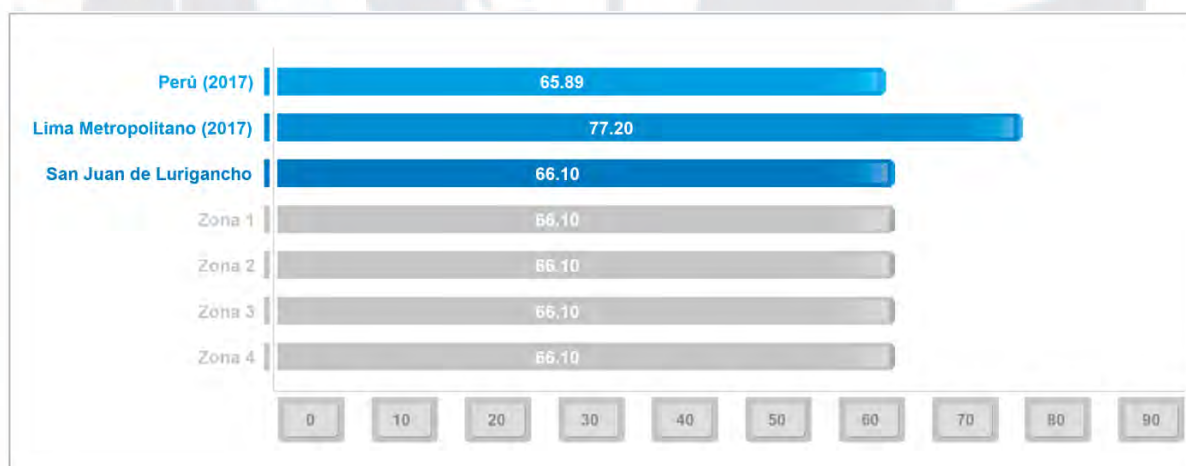 Perú (2017) 65.89
Lima Metropolitano (2017) 77.20
San Juan de Lurigancho 66.10
Zona 1 66.10
Zona 2 66.10
Zona 3 66.10
Zona 4 66.10
0 10 20 30 40 50 60 70 80 90